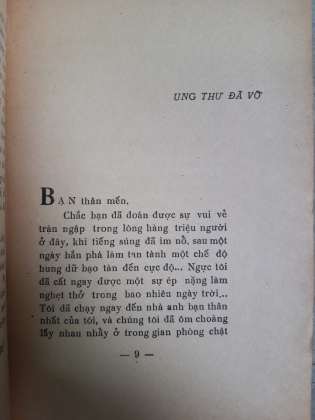 UNG THƯ ĐÃ VỠ
BẠN thân mến,
Chắc bạn đã đoán được sự vui vẻ
tràn ngập trong lòng hàng triệu người
ở đây, khi tiếng súng đã im nổ, sau một
ngày bắn phá làm tan tành một chế độ
hung dữ bạo tàn đến cực độ... Ngực tôi
đã cất ngay được một sự ép nặng làm
nghẹt thở trong bao nhiêu ngày trời...
Tôi đã chạy ngay đến nhà anh bạn thân
nhất của tôi, và chúng tôi đã ôm choàng
lấy nhau nhẩy ở trong gian phòng chật
— 9 —